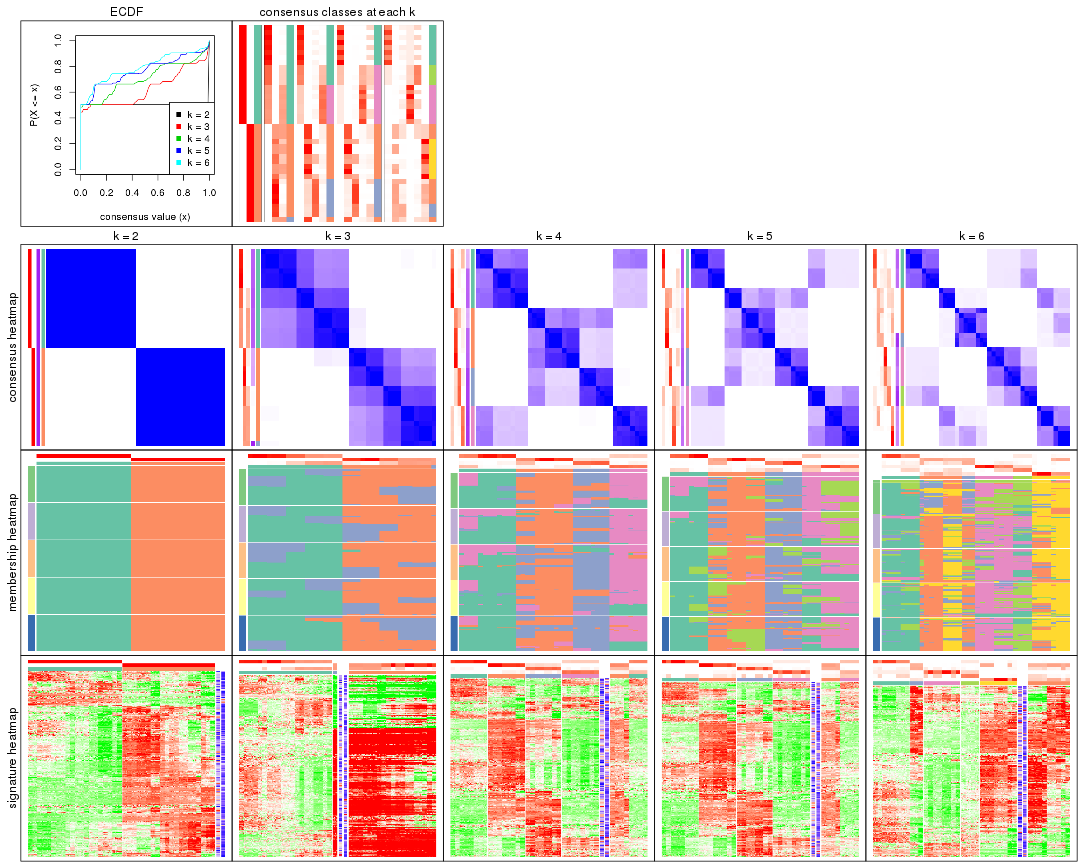 ECDF
consensus classes at each k
P(X <= x)
1.0
0.8
0.6
0.4
0.2
0.0
k = 2
k = 3
k = 4
k = 5
k = 6
0.0 0.2 0.4 0.6 0.8 1.0
consensus value (x)
k = 2
k = 3
k = 4
k = 5
k = 6
consensus heatmap
membership heatmap
signature heatmap